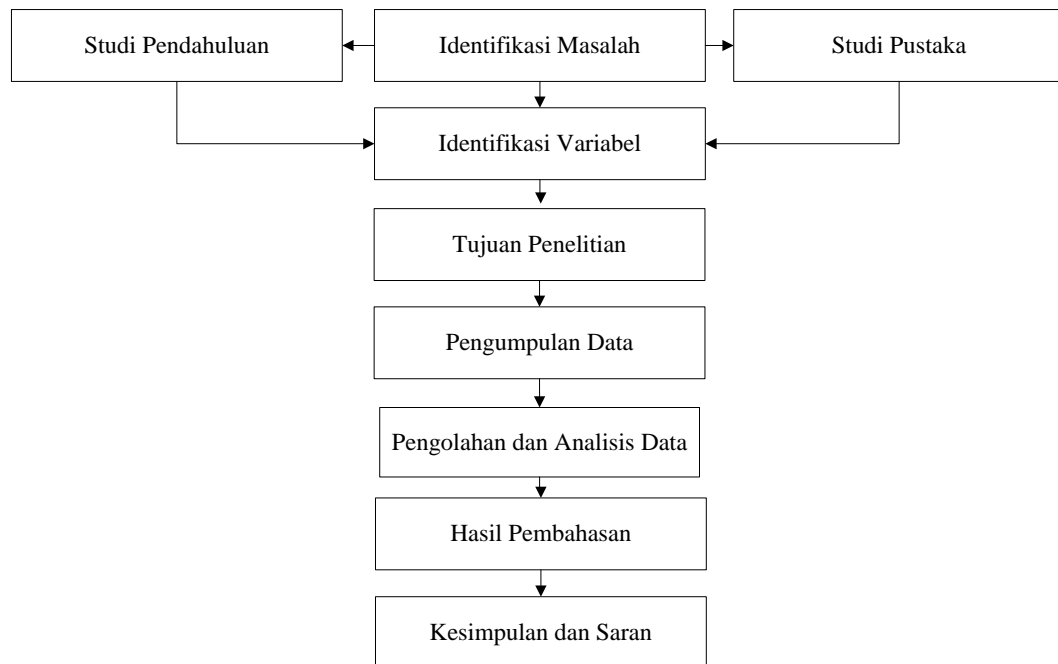 Studi Pendahuluan
Identifikasi Masalah
Studi Pustaka
Identifikasi Variabel
Tujuan Penelitian
Pengumpulan Data
Pengolahan dan Analisis Data
Hasil Pembahasan
Kesimpulan dan Saran